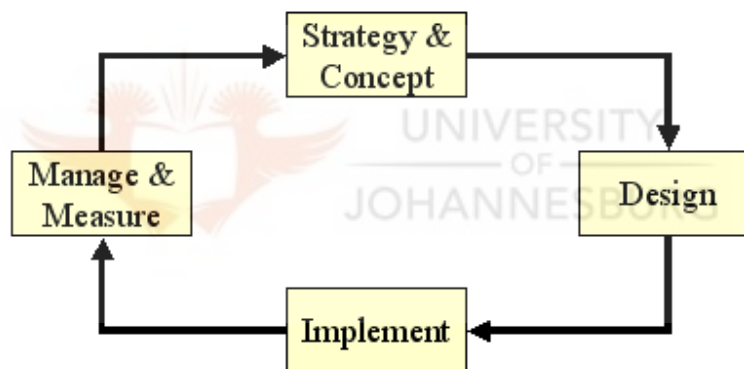 Strategy &
Concept
UNIVERSITY
OF
JOHANNESBURG
Manage &
Measure
Design
Implement